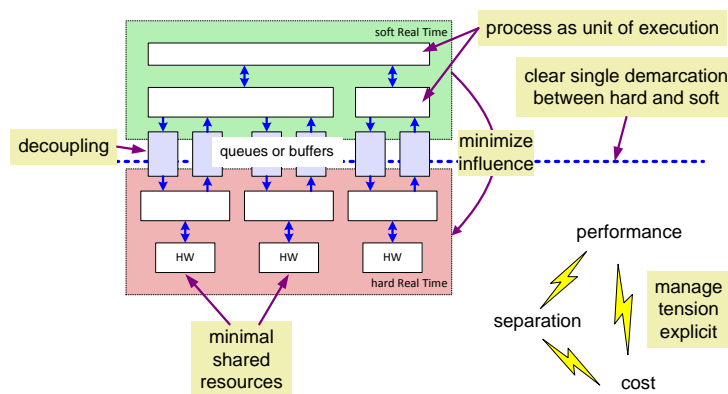 soft Real Time
process as unit of execution
clear single demarcation
between hard and soft
decoupling
queues or buffers
minimize
influence
HW
HW
HW
hard Real Time
minimal
shared
resources
performance
separation
cost
manage
tension
explicit